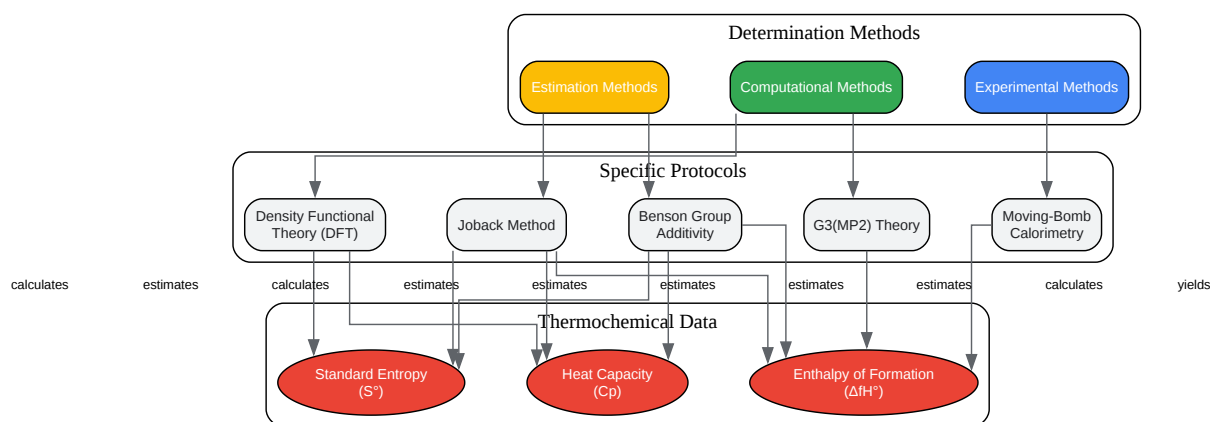 Determination Methods
Estimation Methods
Computational Methods
Experimental Methods
Specific Protocols
Density Functional
Theory (DFT)
Joback Method
Benson Group
Additivity
G3(MP2) Theory
Moving-Bomb
Calorimetry
calculates
estimates
calculates
estimates
estimates
estimates
estimates
estimates
calculates
yields
Thermochemical Data
Standard Entropy
(S°)
Heat Capacity
(Cp)
Enthalpy of Formation
(ΔfH°)